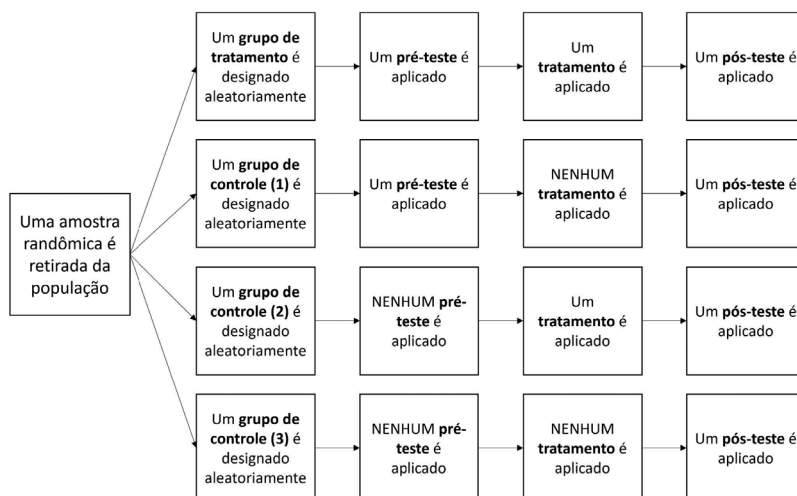 Uma amostra
randômica é
retirada da
população
Um grupo de
tratamento é
designado
aleatoriamente
Um pré-teste é
aplicado
Um
tratamento é
aplicado
Um pós-teste é
aplicado
Um grupo de
controle (1) é
designado
aleatoriamente
Um pré-teste é
aplicado
NENHUM
tratamento é
aplicado
Um pós-teste é
aplicado
Um grupo de
controle (2) é
designado
aleatoriamente
NENHUM pré-
teste é
aplicado
Um
tratamento é
aplicado
Um pós-teste é
aplicado
Um grupo de
controle (3) é
designado
aleatoriamente
NENHUM pré-
teste é
aplicado
NENHUM
tratamento é
aplicado
Um pós-teste é
aplicado